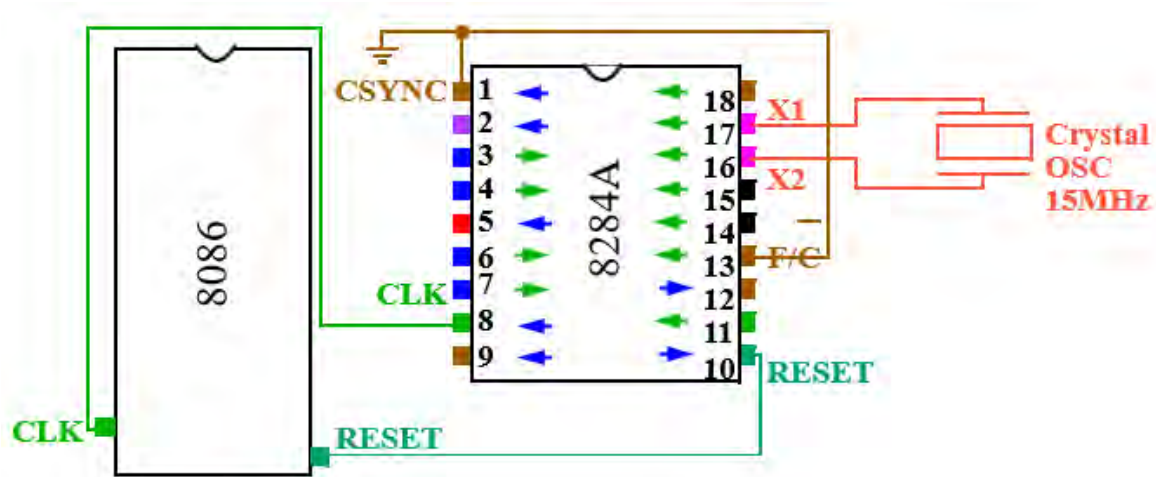 CSYNC
1
2
3
4
5
6
7
8
9
18
17
16
15
14
13
12
11
10
X1
X2
Crystal
OSC
15MHz
F/C
8086
8284A
CLK
CLK
RESET
RESET